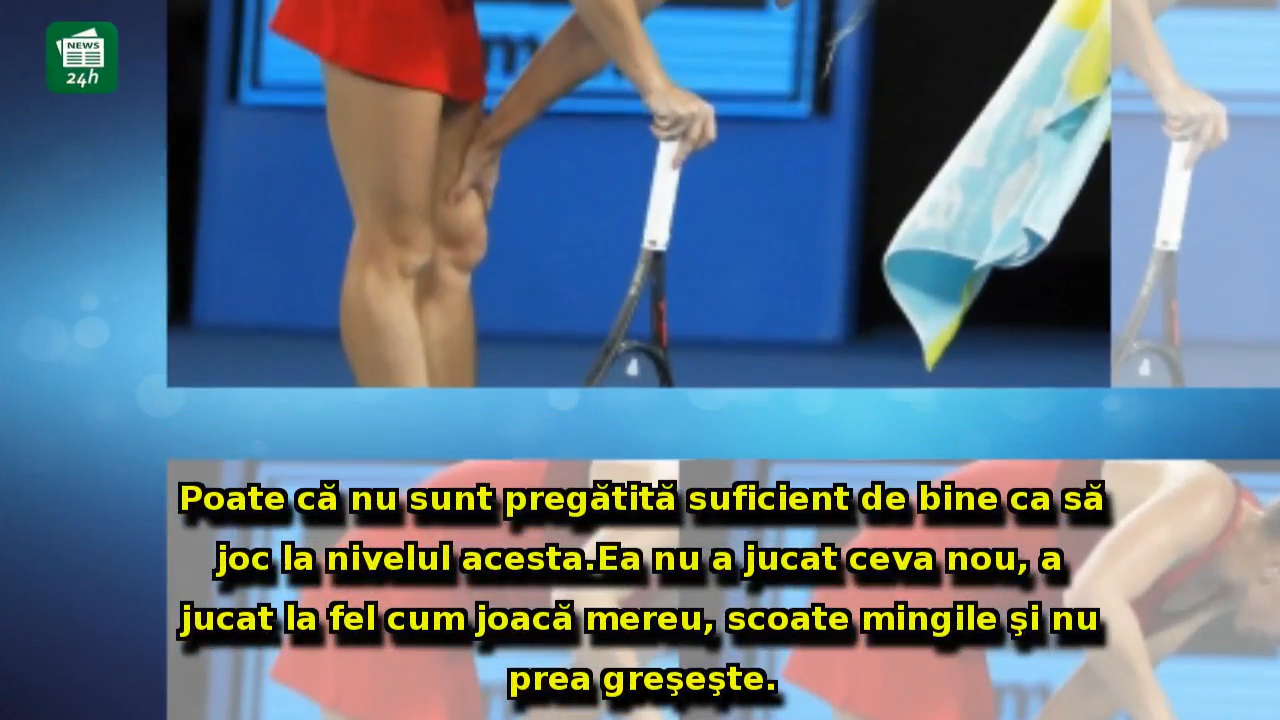 NEWS
24h
Poate că nu sunt pregătită suficient de bine ca să
joc la nivelul acesta.Ea nu a jucat ceva nou, a
jucat la fel cum joacă mereu, scoate mingile şi nu
prea greşeşte.